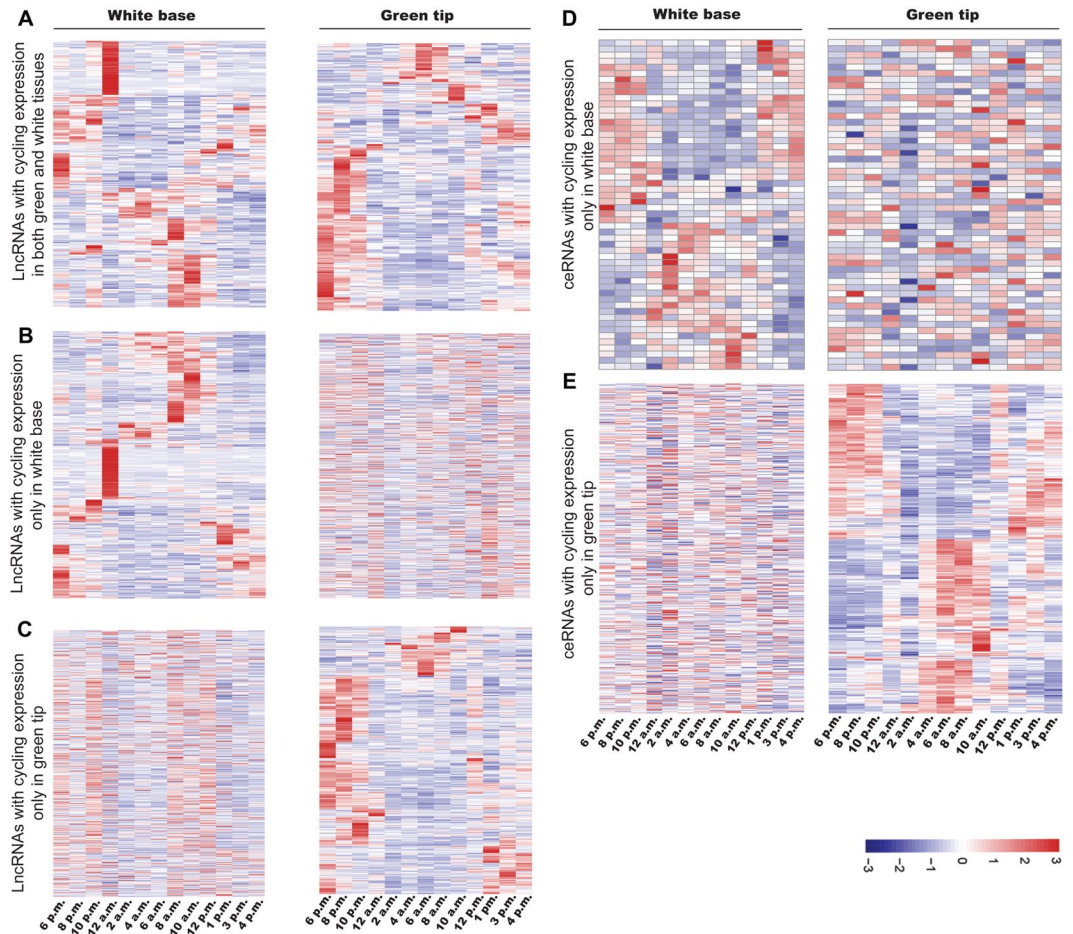 A
White base
Green tip
LncRNAs with cycling expression
in both green and white tissues
B
LncRNAs with cycling expression
only in white base
C
LncRNAs with cycling expression
only in green tip
6 p.m.
8 p.m.
10 p.m.
12 a.m.
2 a.m.
4 a.m.
6 a.m.
8 a.m.
10 a.m.
12 p.m.
1 p.m.
3 p.m.
4 p.m.
6 p.m.
8 p.m.
10 p.m.
12 a.m.
2 a.m.
4 a.m.
6 a.m.
8 a.m.
10 a.m.
12 p.m.
1 p.m.
3 p.m.
4 p.m.
D
White base
Green tip
ceRNAs with cycling expression
only in white base
E
ceRNAs with cycling expression
only in green tip
6 p.m.
8 p.m.
10 p.m.
12 a.m.
2 a.m.
4 a.m.
6 a.m.
8 a.m.
10 a.m.
12 p.m.
1 p.m.
3 p.m.
4 p.m.
6 p.m.
8 p.m.
10 p.m.
12 a.m.
2 a.m.
4 a.m.
6 a.m.
8 a.m.
10 a.m.
12 p.m.
1 p.m.
3 p.m.
4 p.m.
-3 -2 -1 0 1 2 3